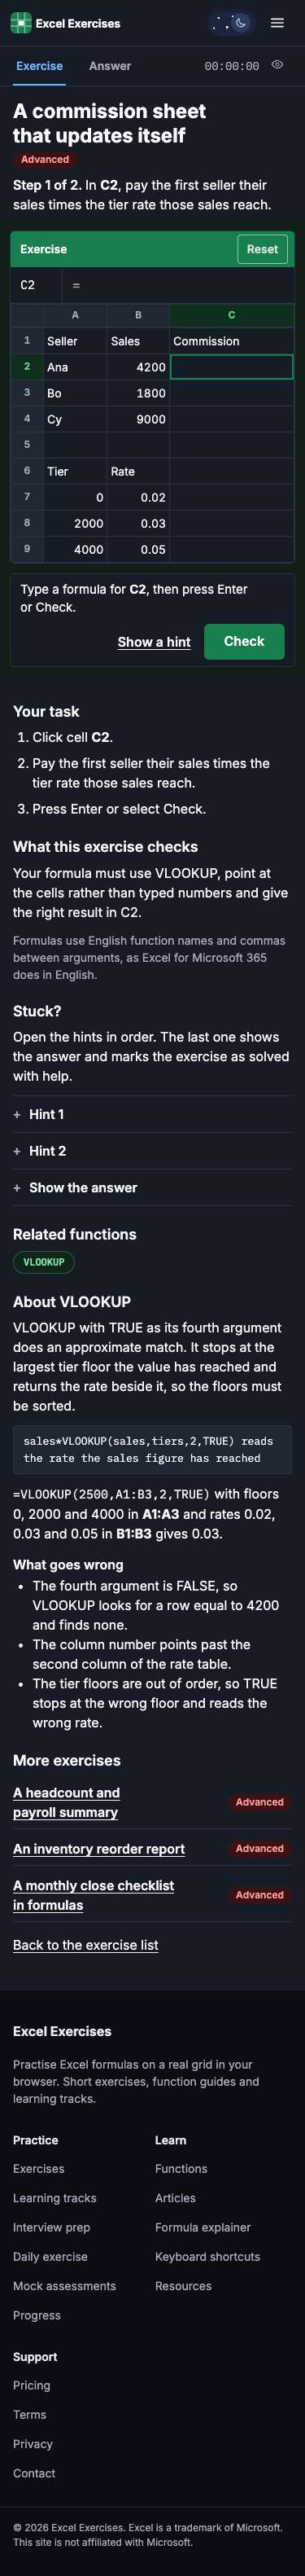 Excel Exercises
Exercise Answer 00:00:00
A commission sheet
that updates itself
Advanced
Step 1 of 2. In C2, pay the first seller their
sales times the tier rate those sales reach.
Exercise Reset
C2 =
A B C
1 Seller Sales Commission
2 Ana 4200
3 Bo 1800
4 Cy 9000
5
6 Tier Rate
7 0 0.02
8 2000 0.03
9 4000 0.05
Type a formula for C2, then press Enter
or Check.
Show a hint Check
Your task
1. Click cell C2.
2. Pay the first seller their sales times the
tier rate those sales reach.
3. Press Enter or select Check.
What this exercise checks
Your formula must use VLOOKUP, point at
the cells rather than typed numbers and give
the right result in C2.
Formulas use English function names and commas
between arguments, as Excel for Microsoft 365
does in English.
Stuck?
Open the hints in order. The last one shows
the answer and marks the exercise as solved
with help.
+ Hint 1
+ Hint 2
+ Show the answer
Related functions
VLOOKUP
About VLOOKUP
VLOOKUP with TRUE as its fourth argument
does an approximate match. It stops at the
largest tier floor the value has reached and
returns the rate beside it, so the floors must
be sorted.
sales*VLOOKUP(sales,tiers,2,TRUE) reads
the rate the sales figure has reached
=VLOOKUP(2500,A1:B3,2,TRUE) with floors
0, 2000 and 4000 in A1:A3 and rates 0.02,
0.03 and 0.05 in B1:B3 gives 0.03.
What goes wrong
• The fourth argument is FALSE, so
VLOOKUP looks for a row equal to 4200
and finds none.
• The column number points past the
second column of the rate table.
• The tier floors are out of order, so TRUE
stops at the wrong floor and reads the
wrong rate.
More exercises
A headcount and
payroll summary
Advanced
An inventory reorder report Advanced
A monthly close checklist
in formulas
Advanced
Back to the exercise list
Excel Exercises
Practise Excel formulas on a real grid in your
browser. Short exercises, function guides and
learning tracks.
Practice
Exercises
Learning tracks
Interview prep
Daily exercise
Mock assessments
Progress
Learn
Functions
Articles
Formula explainer
Keyboard shortcuts
Resources
Support
Pricing
Terms
Privacy
Contact
© 2026 Excel Exercises. Excel is a trademark of Microsoft.
This site is not affiliated with Microsoft.